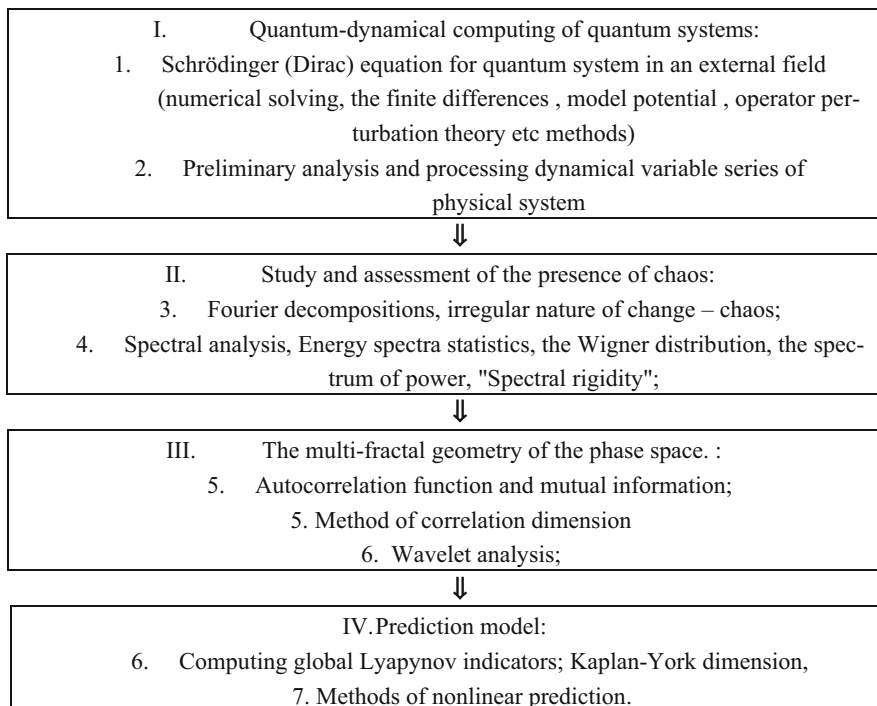 I. Quantum-dynamical computing of quantum systems:
1. Schrödinger (Dirac) equation for quantum system in an external field
(numerical solving, the finite differences , model potential , operator per-
turbation theory etc methods)
2. Preliminary analysis and processing dynamical variable series of
physical system
⇓
II. Study and assessment of the presence of chaos:
3. Fourier decompositions, irregular nature of change – chaos;
4. Spectral analysis, Energy spectra statistics, the Wigner distribution, the spec-
trum of power, "Spectral rigidity";
⇓
III. The multi-fractal geometry of the phase space. :
5. Autocorrelation function and mutual information;
5. Method of correlation dimension
6. Wavelet analysis;
⇓
IV.Prediction model:
6. Computing global Lyapynov indicators; Kaplan-York dimension,
7. Methods of nonlinear prediction.